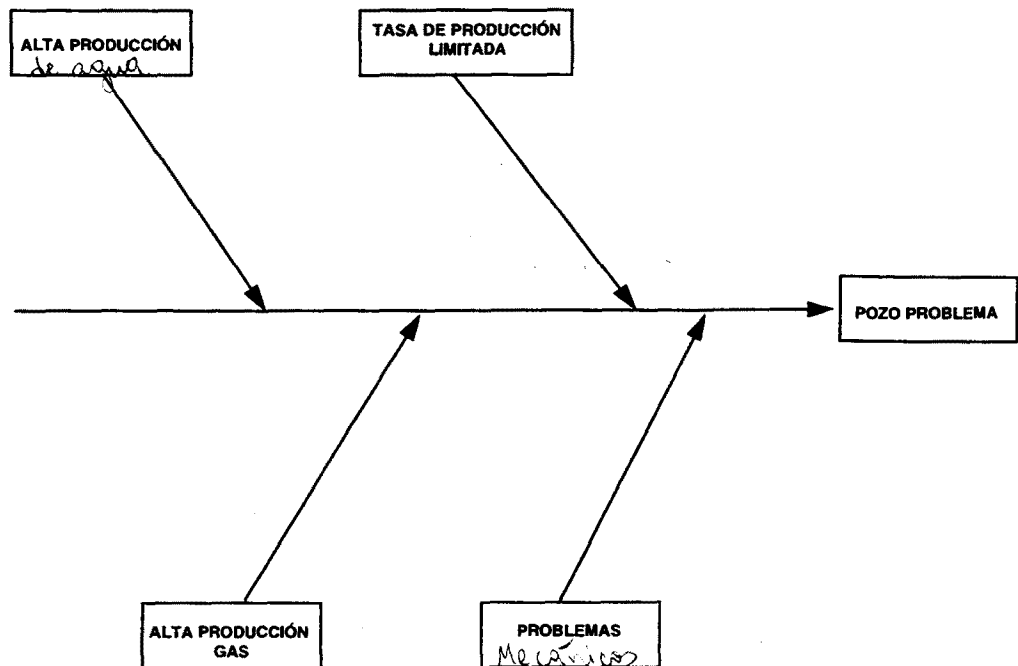 ALTA PRODUCCIÓN
de agua
TASA DE PRODUCCIÓN
LIMITADA
POZO PROBLEMA
ALTA PRODUCCIÓN
GAS
PROBLEMAS
Mecánicos